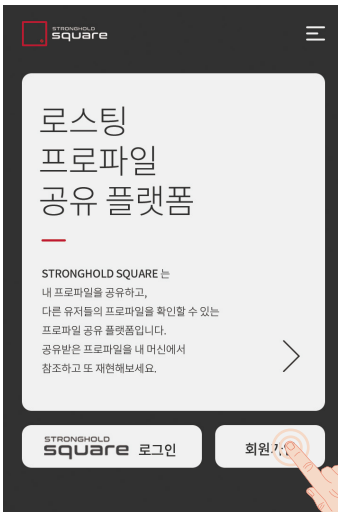 STRONGHOLD
square
로스팅
프로파일
공유 플랫폼
STRONGHOLD SQUARE 는
내 프로파일을 공유하고,
다른 유저들의 프로파일을 확인할 수 있는
프로파일 공유 플랫폼입니다.
공유받은 프로파일을 내 머신에서
참조하고 또 재현해보세요.
STRONGHOLD
square 로그인
회원가입